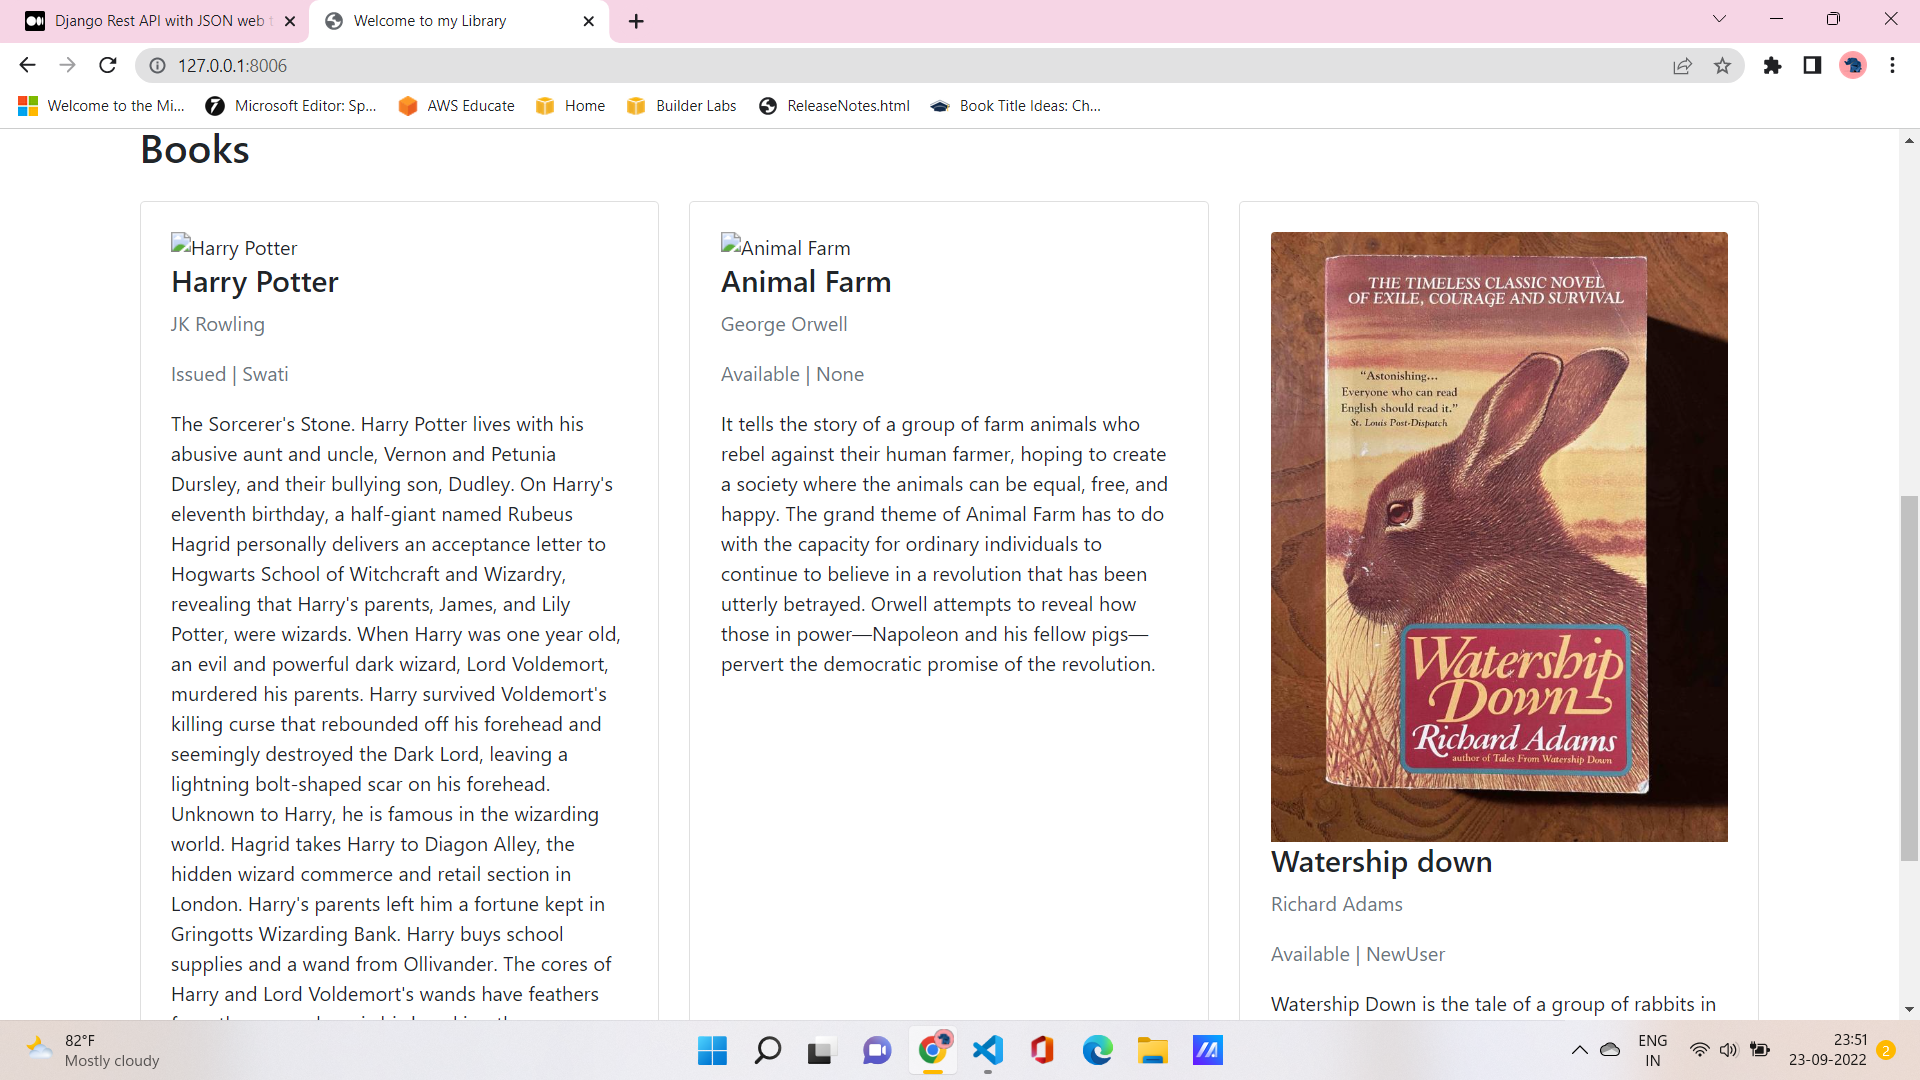 Django Rest API with JSON web t
Welcome to my Library
127.0.0.1:8006
Welcome to the Mi...
Microsoft Editor: Sp...
AWS Educate
Home
Builder Labs
ReleaseNotes.html
Book Title Ideas: Ch...
Books
Harry Potter
Harry Potter
JK Rowling
Issued | Swati
The Sorcerer's Stone. Harry Potter lives with his
abusive aunt and uncle, Vernon and Petunia
Dursley, and their bullying son, Dudley. On Harry's
eleventh birthday, a half-giant named Rubeus
Hagrid personally delivers an acceptance letter to
Hogwarts School of Witchcraft and Wizardry,
revealing that Harry's parents, James, and Lily
Potter, were wizards. When Harry was one year old,
an evil and powerful dark wizard, Lord Voldemort,
murdered his parents. Harry survived Voldemort's
killing curse that rebounded off his forehead and
seemingly destroyed the Dark Lord, leaving a
lightning bolt-shaped scar on his forehead.
Unknown to Harry, he is famous in the wizarding
world. Hagrid takes Harry to Diagon Alley, the
hidden wizard commerce and retail section in
London. Harry's parents left him a fortune kept in
Gringotts Wizarding Bank. Harry buys school
supplies and a wand from Ollivander. The cores of
Harry and Lord Voldemort's wands have feathers
Animal Farm
Animal Farm
George Orwell
Available | None
It tells the story of a group of farm animals who
rebel against their human farmer, hoping to create
a society where the animals can be equal, free, and
happy. The grand theme of Animal Farm has to do
with the capacity for ordinary individuals to
continue to believe in a revolution that has been
utterly betrayed. Orwell attempts to reveal how
those in power—Napoleon and his fellow pigs—
pervert the democratic promise of the revolution.
THE TIMELESS CLASSIC NOVEL
OF EXILE, COURAGE AND SURVIVAL
"Astonishing...
Everyone who can read
English should read it."
St. Louis Post-Dispatch
Watership
Down
Richard Adams
author of Tales From Watership Down
Watership down
Richard Adams
Available | NewUser
Watership Down is the tale of a group of rabbits in
82°F
Mostly cloudy
ENG
IN
23:51
23-09-2022
2